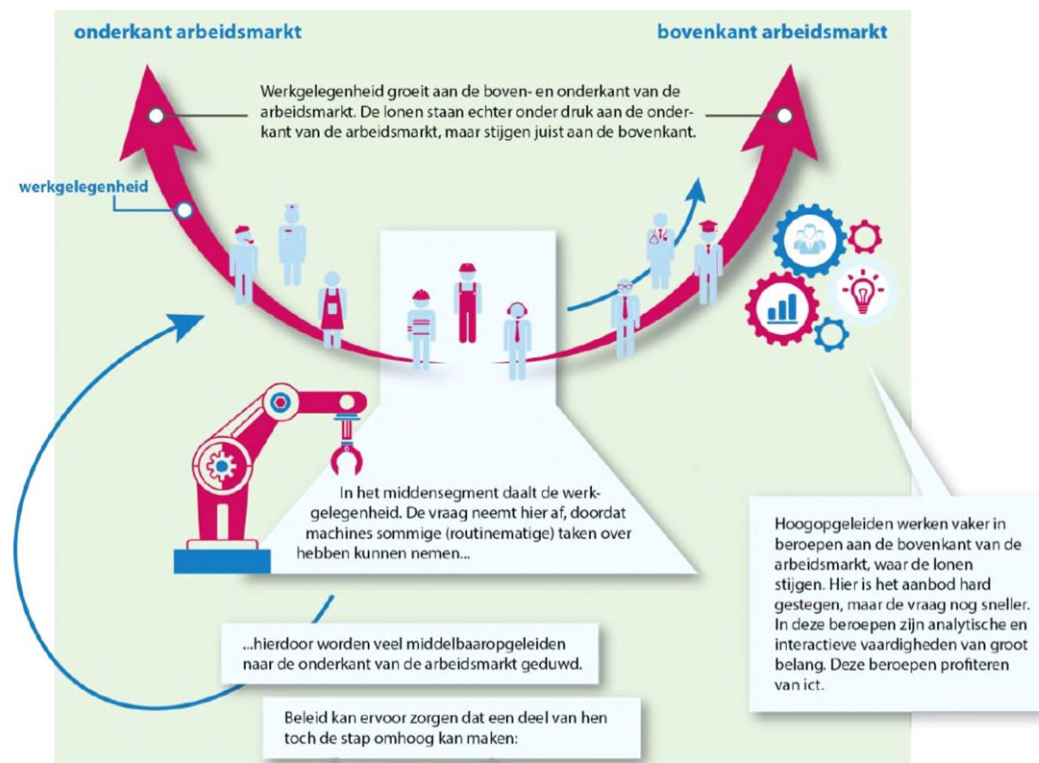 onderkant arbeidsmarkt
bovenkant arbeidsmarkt
Werkgelegenheid groeit aan de boven- en onderkant van de
arbeidsmarkt. De lonen staan echter onder druk aan de onder-
kant van de arbeidsmarkt, maar stijgen juist aan de bovenkant.
werkgelegenheid
In het middensegment daalt de werk-
gelegenheid. De vraag neemt hier af, doordat
machines sommige (routinematige) taken over
hebben kunnen nemen...
...hierdoor worden veel middelbaaropgeleiden
naar de onderkant van de arbeidsmarkt geduwd.
Beleid kan ervoor zorgen dat een deel van hen
toch de stap omhoog kan maken:
Hoogopgeleiden werken vaker in
beroepen aan de bovenkant van de
arbeidsmarkt, waar de lonen
stijgen. Hier is het aanbod hard
gestegen, maar de vraag nog sneller.
In deze beroepen zijn analytische en
interactieve vaardigheden van groot
belang. Deze beroepen profiteren
van ict.